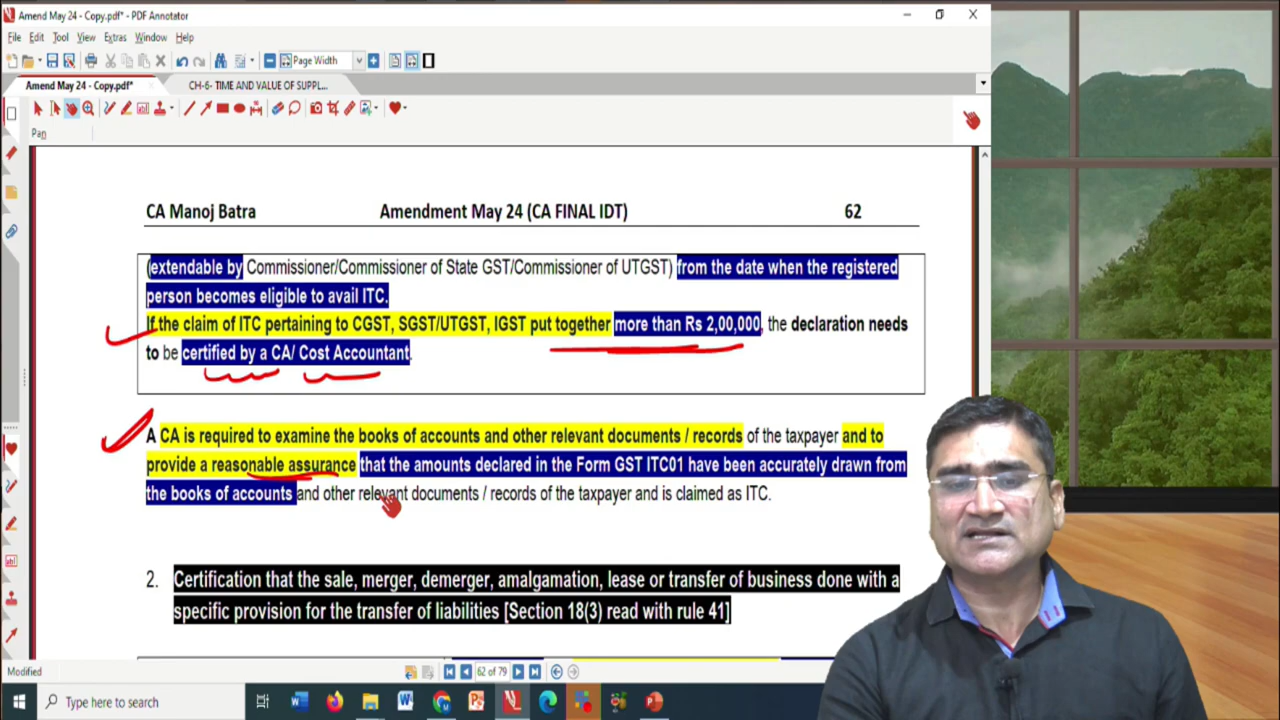 Amend May 24 - Copy.pdf* - PDF Annotator
File Edit Tool View Extras Window Help
Page Width
Amend May 24 - Copy.pdf* CH-6- TIME AND VALUE OF SUPPL...
Pan
CA Manoj Batra Amendment May 24 (CA FINAL IDT) 62
(extendable by Commissioner/Commissioner of State GST/Commissioner of UTGST) from the date when the registered
person becomes eligible to avail ITC.
If the claim of ITC pertaining to CGST, SGST/UTGST, IGST put together more than Rs 2,00,000, the declaration needs
to be certified by a CA/ Cost Accountant.
A CA is required to examine the books of accounts and other relevant documents / records of the taxpayer and to
provide a reasonable assurance that the amounts declared in the Form GST ITC01 have been accurately drawn from
the books of accounts and other relevant documents / records of the taxpayer and is claimed as ITC.
2. Certification that the sale, merger, demerger, amalgamation, lease or transfer of business done with a
specific provision for the transfer of liabilities [Section 18(3) read with rule 41]
Modified 62 of 79
Type here to search